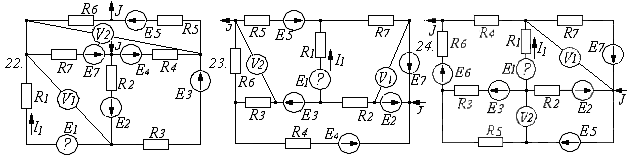 R6 J E5 R5
V2
J
22. R7 E7 E4 R4
R1 V1 R2 E3
I1 E2
E1 ? R3
J R5 E5 R7
R1 I1
23. R6 V2 E1 ? V1 E7
J
R3 E3 R2 E2
R4 E4
J R4 J
R1 I1 E7
24. R6 V1
E6 E1 ?
R3 E3 R2 E2 J
V2
R5 E5